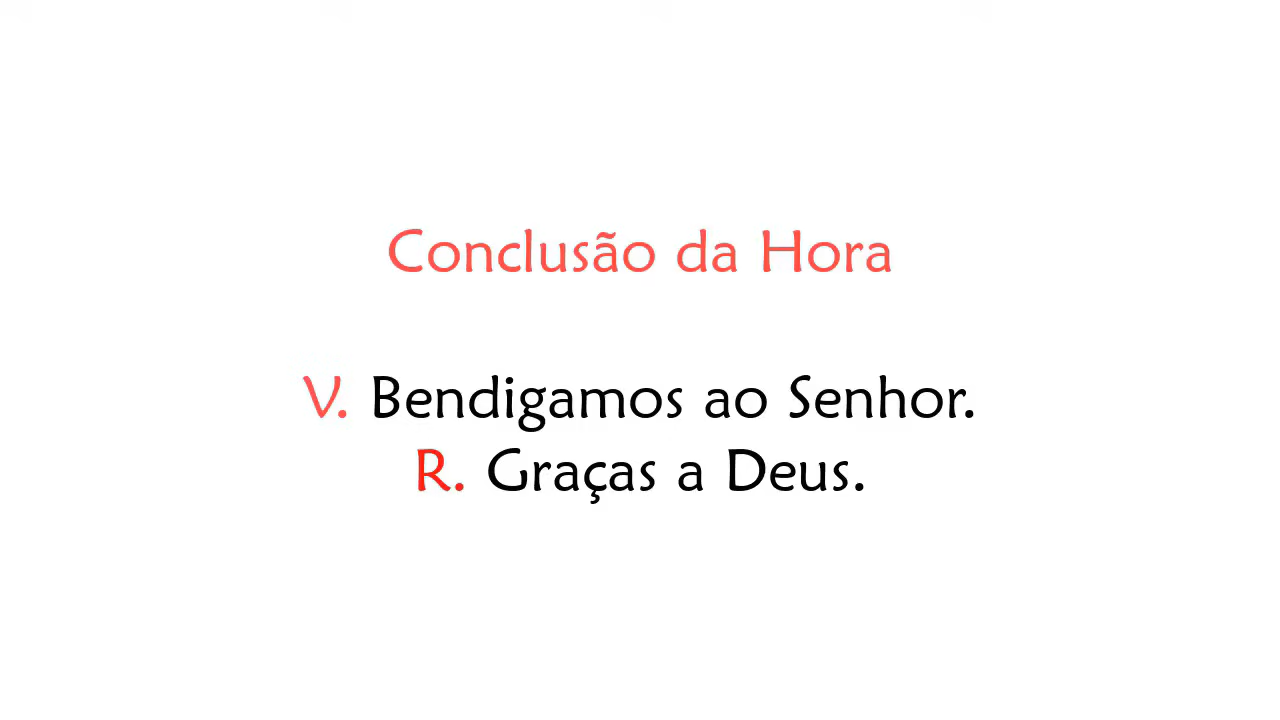 Conclusão da Hora
V. Bendigamos ao Senhor.
R. Graças a Deus.